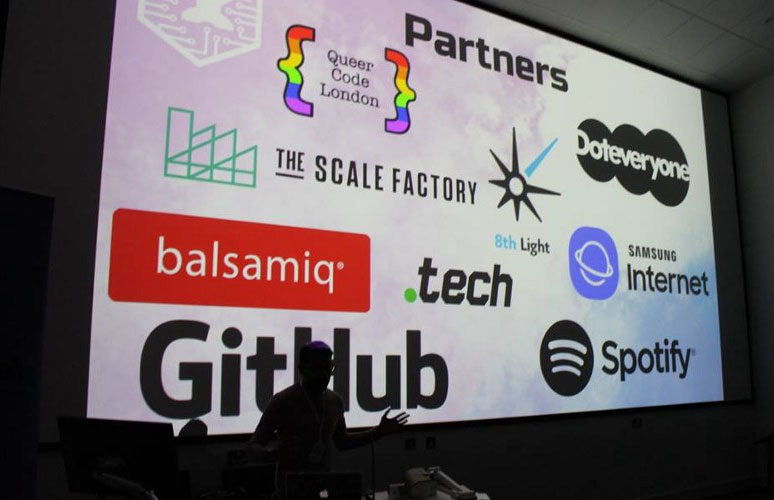 Partners
Queer
Code
London
THE SCALE FACTORY
Doteveryone
8th Light
balsamiq®
.tech
SAMSUNG
Internet
GitHub
Spotify®